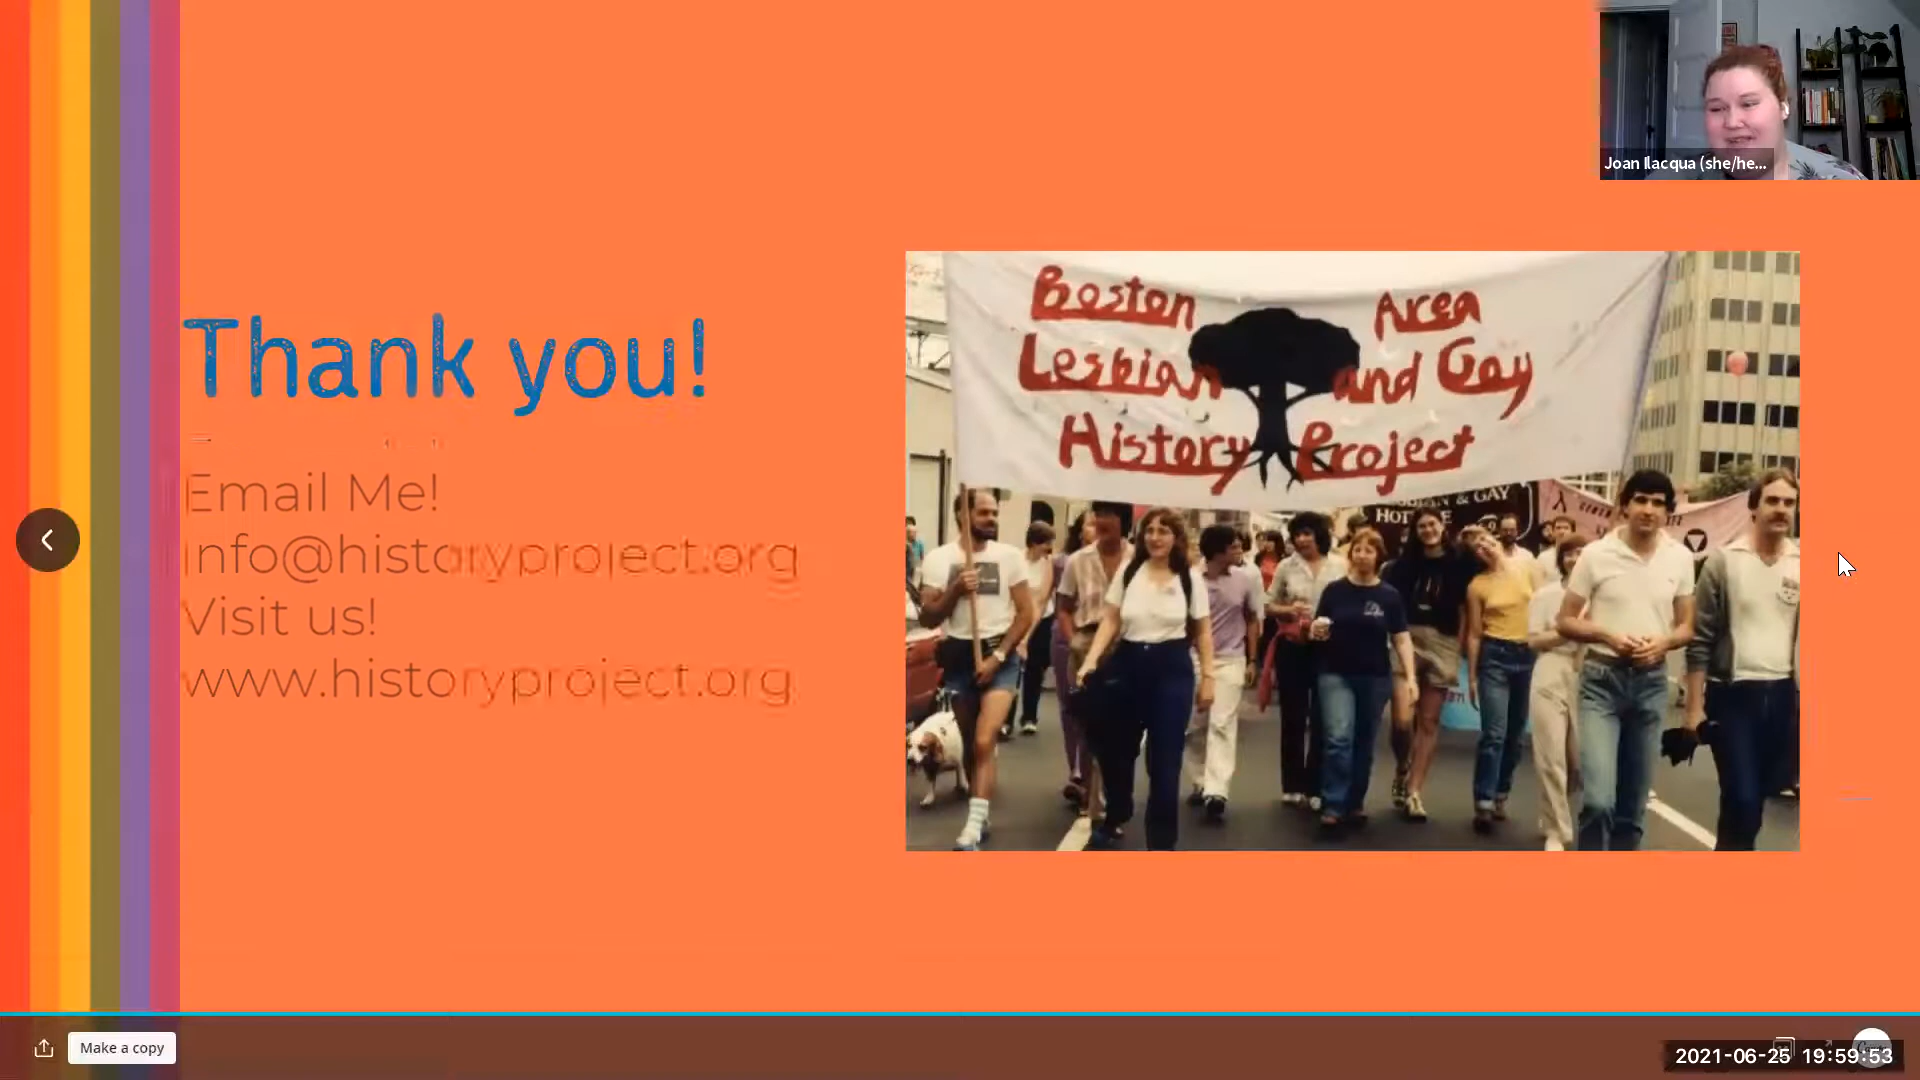 Joan Ilacqua (she/he...
Boston Area
Lesbian and Gay
History Project
& GAY
Thank you!
Email Me!
info@historyproject.org
Visit us!
www.historyproject.org
Make a copy
2021-06-25 19:59:53